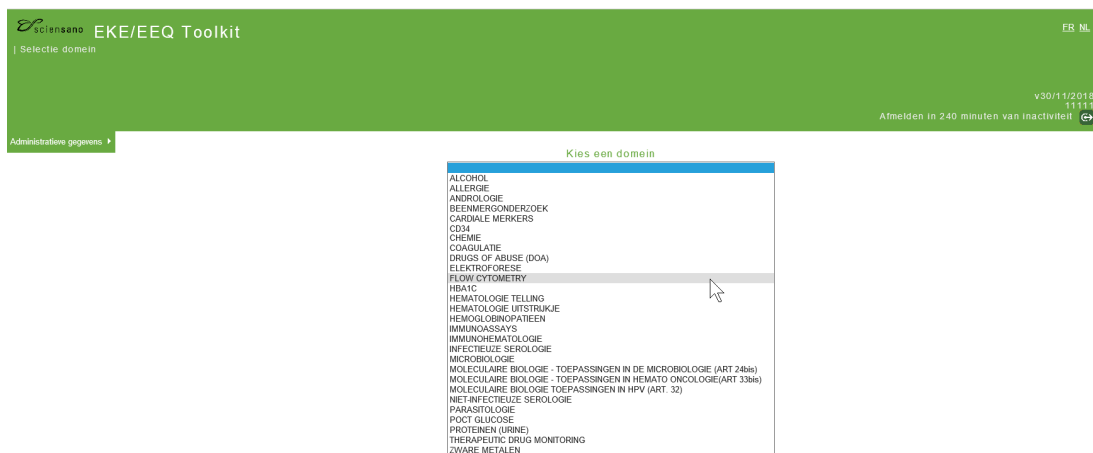 sciensano EKE/EEQ Toolkit
FR NL
| Selectie domein
v30/11/2018
11111
Afmelden in 240 minuten van inactiviteit
Administratieve gegevens
Kies een domein
ALCOHOL
ALLERGIE
ANDROLOGIE
BEENMERGONDERZOEK
CARDIALE MERKERS
CD34
CHEMIE
COAGULATIE
DRUGS OF ABUSE (DOA)
ELEKTROFORESE
FLOW CYTOMETRY
HBA1C
HEMATOLOGIE TELLING
HEMATOLOGIE UITSTRIJKJE
HEMOGLOBINOPATIEEN
IMMUNOASSAYS
IMMUNOHEMATOLOGIE
INFECTIEUZE SEROLOGIE
MICROBIOLOGIE
MOLECULAIRE BIOLOGIE - TOEPASSINGEN IN DE MICROBIOLOGIE (ART 24bis)
MOLECULAIRE BIOLOGIE - TOEPASSINGEN IN HEMATO ONCOLOGIE(ART 33bis)
MOLECULAIRE BIOLOGIE TOEPASSINGEN IN HPV (ART. 32)
NIET-INFECTIEUZE SEROLOGIE
PARASITOLOGIE
POCT GLUCOSE
PROTEINEN (URINE)
THERAPEUTIC DRUG MONITORING
ZWARE METALEN